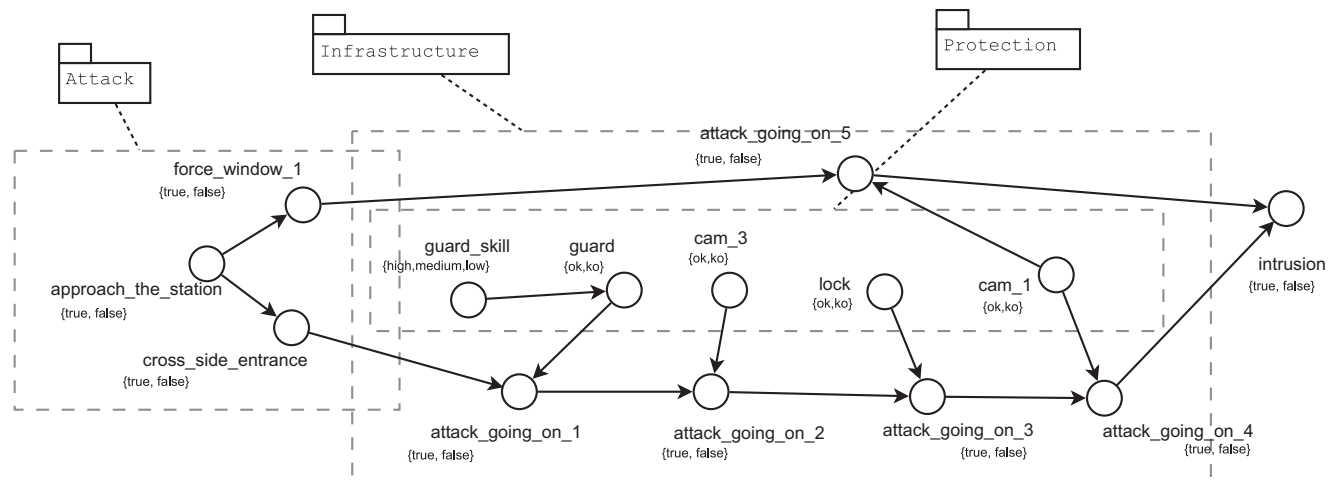 Infrastructure
Protection
Attack
attack_going_on_5
{true, false}
force_window_1
{true, false}
guard_skill
{high,medium,low}
guard
{ok,ko}
cam_3
{ok,ko}
lock
{ok,ko}
cam_1
{ok,ko}
intrusion
{true, false}
approach_the_station
{true, false}
cross_side_entrance
{true, false}
attack_going_on_1
{true, false}
attack_going_on_2
{true, false}
attack_going_on_3
{true, false}
attack_going_on_4
{true, false}